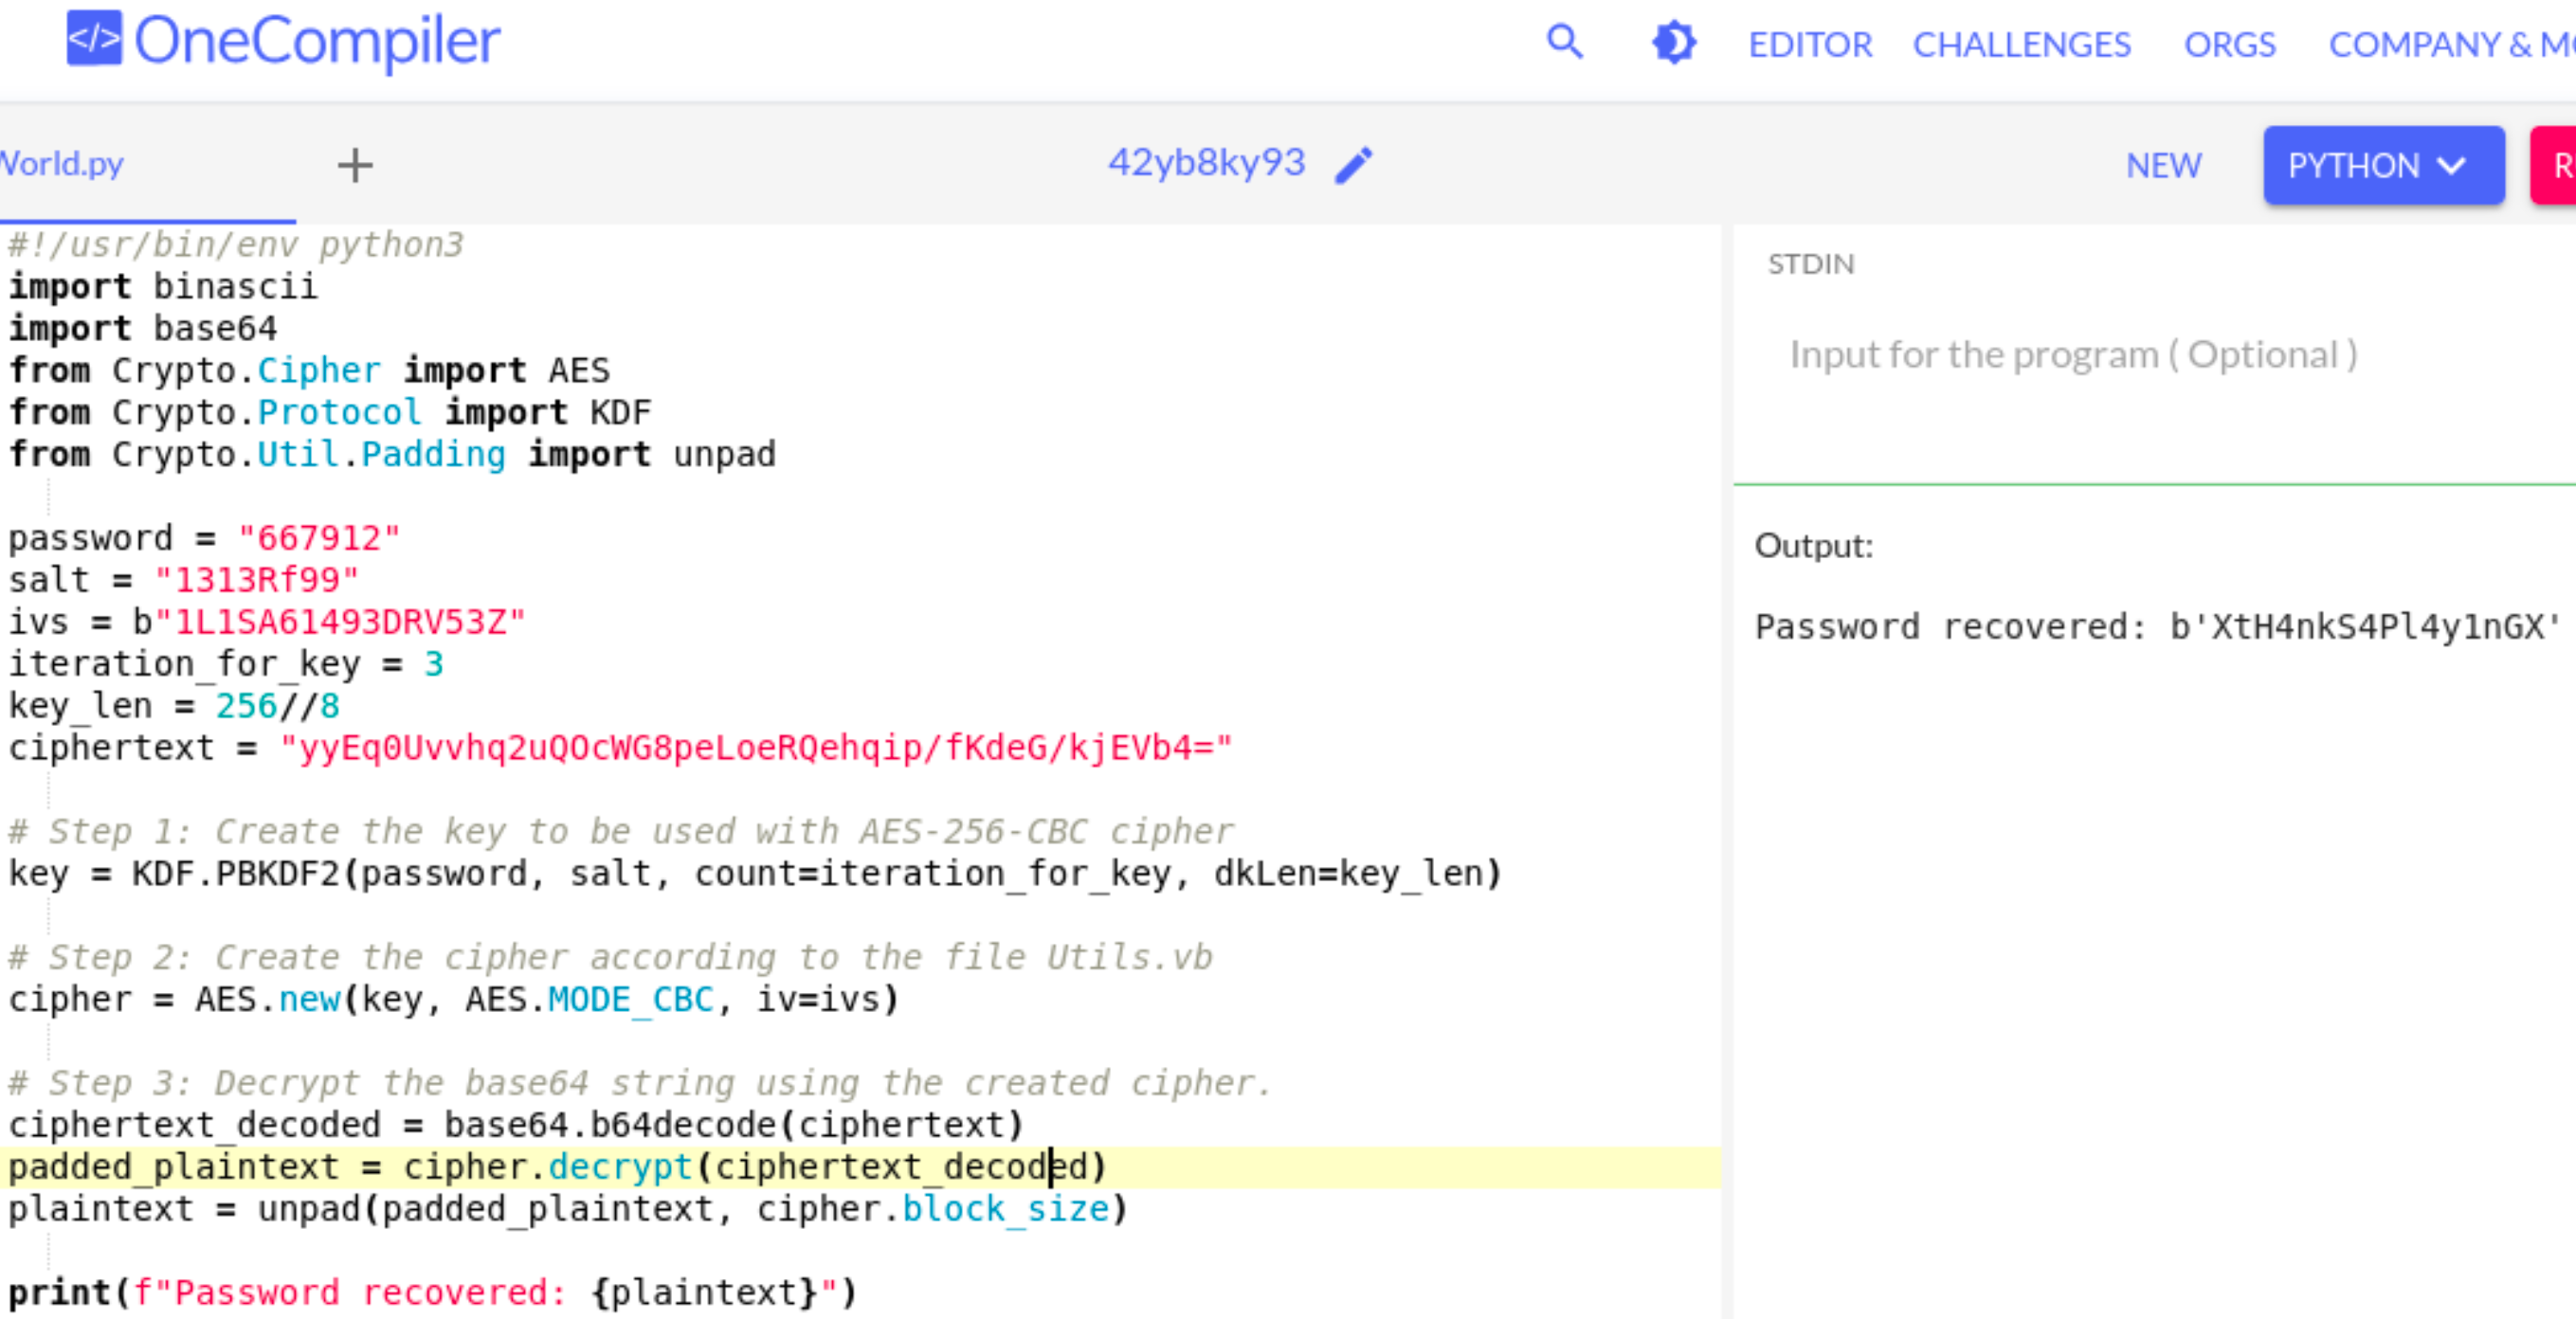 </> OneCompiler
EDITOR CHALLENGES ORGS COMPANY &
World.py + 42yb8ky93 NEW PYTHON
#!/usr/bin/env python3
import binascii
import base64
from Crypto.Cipher import AES
from Crypto.Protocol import KDF
from Crypto.Util.Padding import unpad
password = "667912"
salt = "1313Rf99"
ivs = b"1L1SA61493DRV53Z"
iteration_for_key = 3
key_len = 256//8
ciphertext = "yyEq0Uvvhq2uQOcWG8peLoeRQehqip/fKdeG/kjEVb4="
# Step 1: Create the key to be used with AES-256-CBC cipher
key = KDF.PBKDF2(password, salt, count=iteration_for_key, dkLen=key_len)
# Step 2: Create the cipher according to the file Utils.vb
cipher = AES.new(key, AES.MODE_CBC, iv=ivs)
# Step 3: Decrypt the base64 string using the created cipher.
ciphertext_decoded = base64.b64decode(ciphertext)
padded_plaintext = cipher.decrypt(ciphertext_decoded)
plaintext = unpad(padded_plaintext, cipher.block_size)
print(f"Password recovered: {plaintext}")
STDIN
Input for the program ( Optional )
Output:
Password recovered: b'XtH4nkS4Pl4y1nGX'